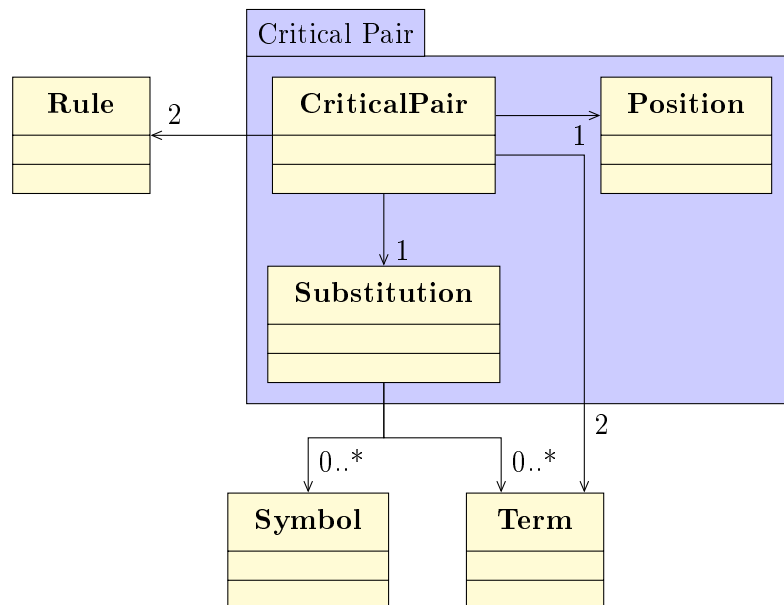 Critical Pair
Rule
2
CriticalPair
Position
1
1
Substitution
2
0..*
0..*
Symbol
Term